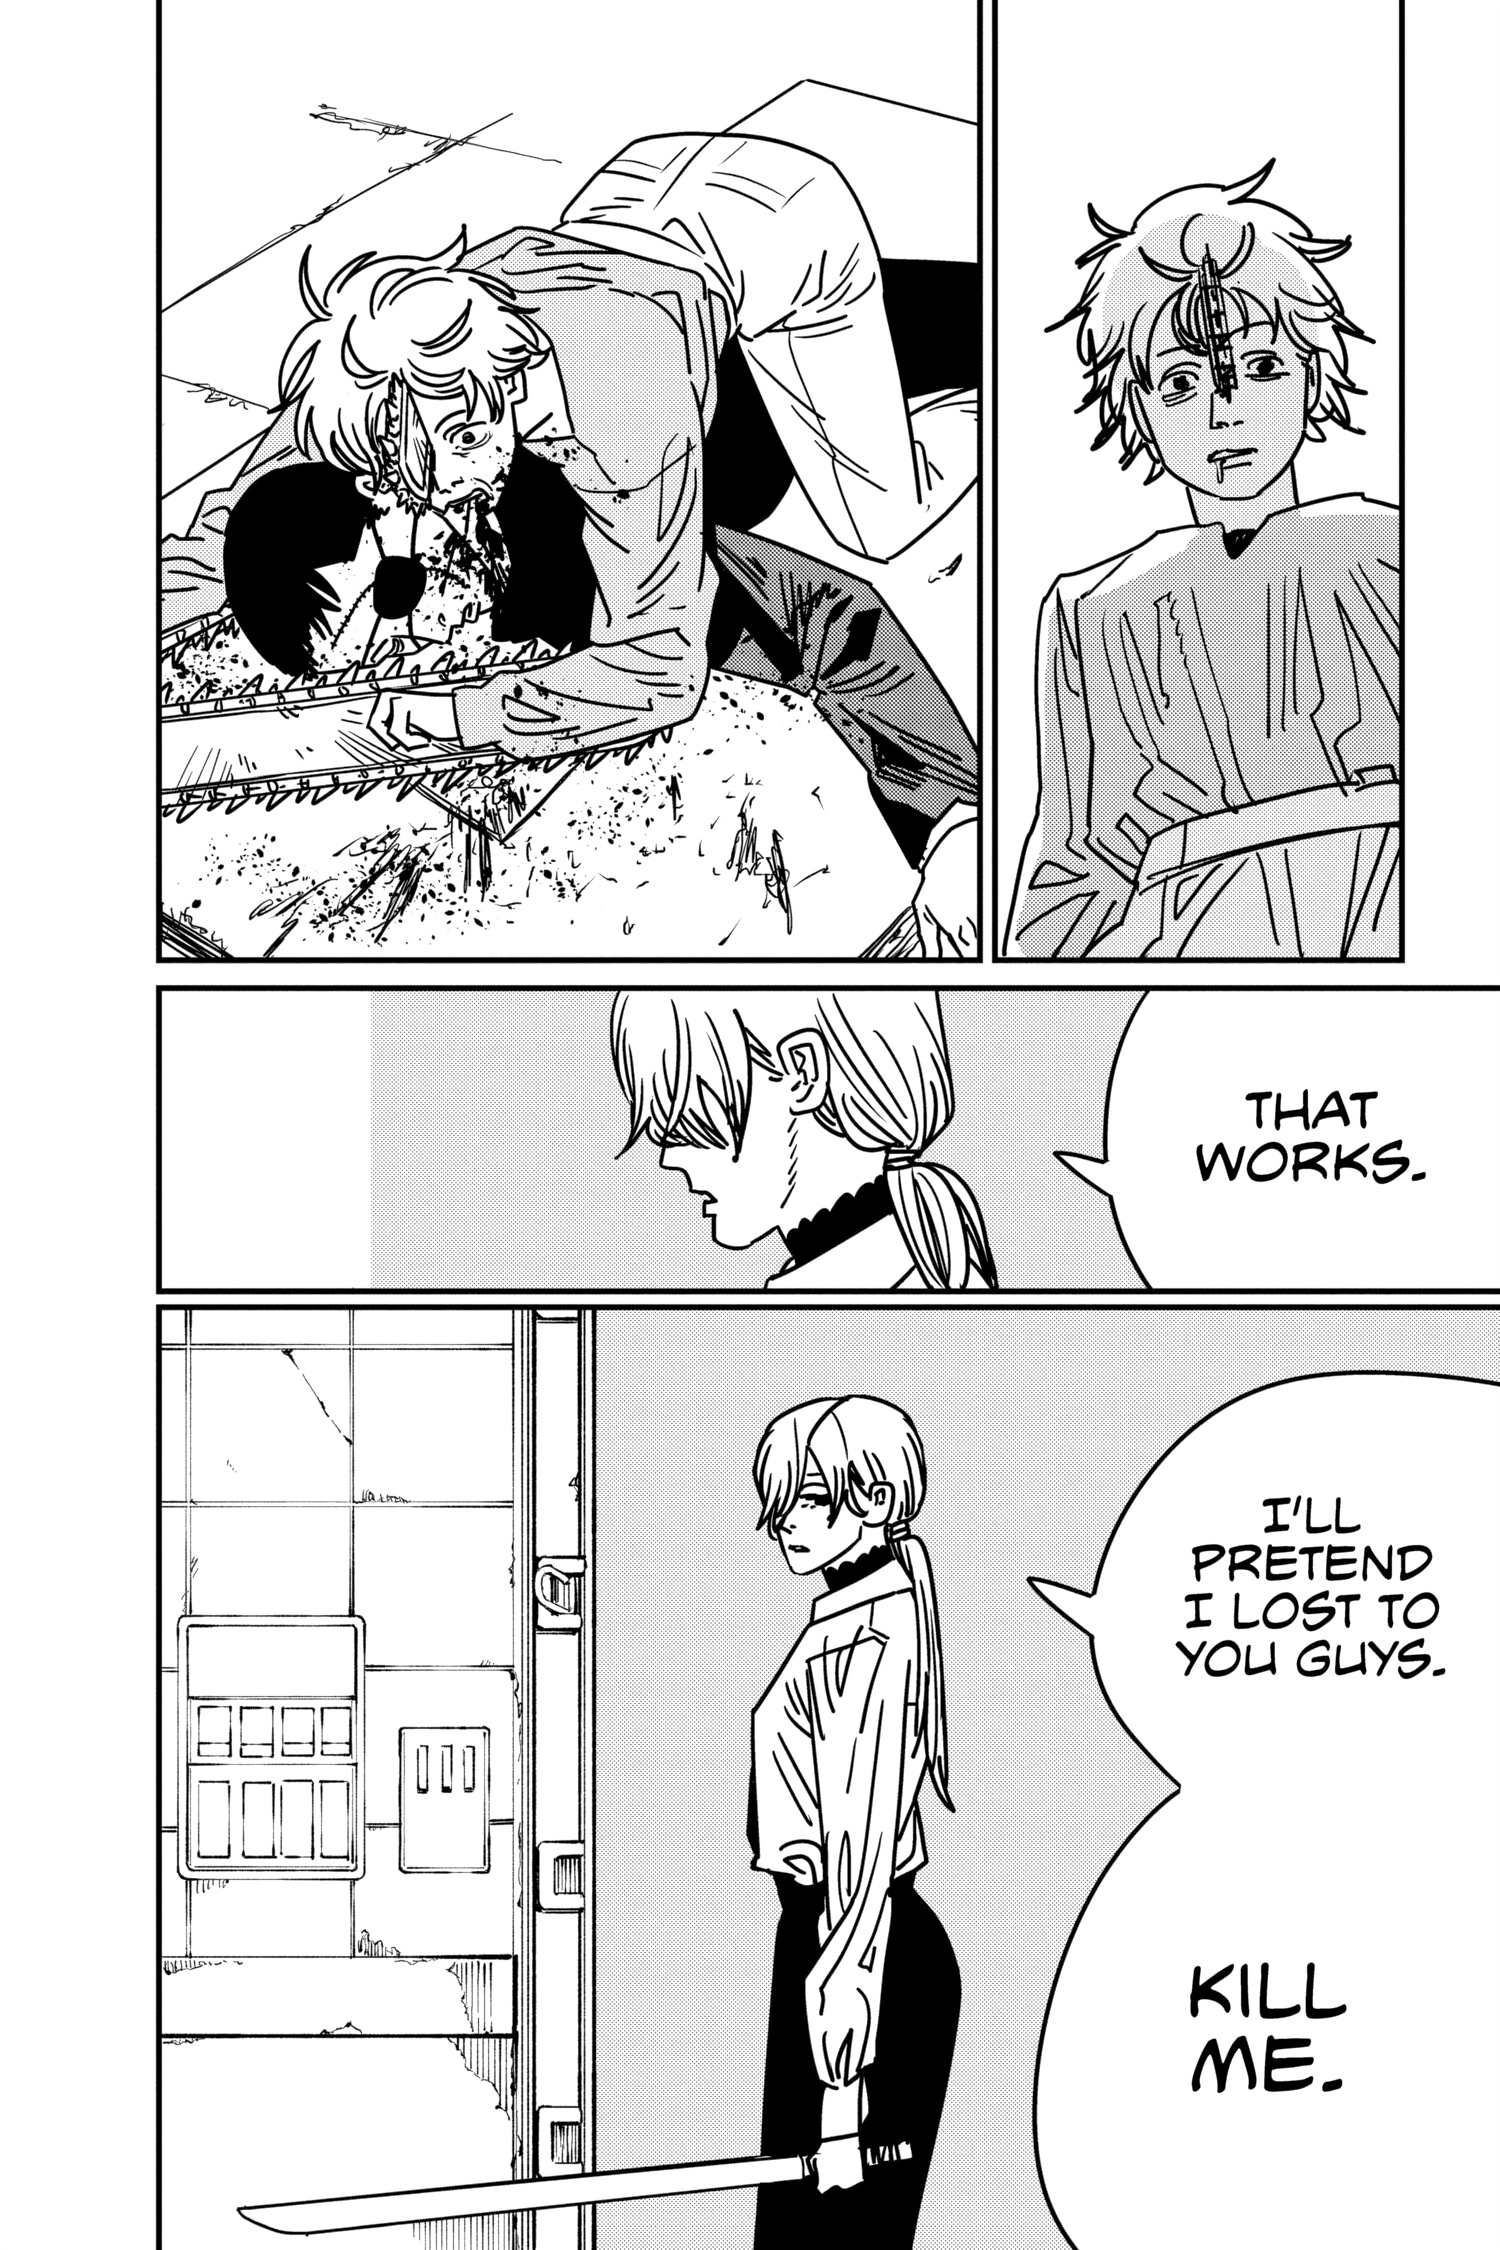 THAT
WORKS.
I'LL
PRETEND
I LOST TO
YOU GUYS.
KILL
ME.